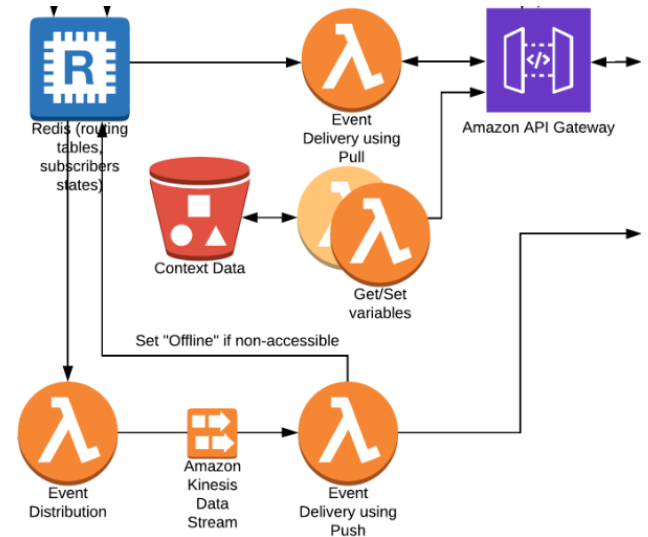 R
Redis (routing
tables,
subscribers
states)
Event
Delivery using
Pull
</>
Amazon API Gateway
Context Data
Get/Set
variables
Set "Offline" if non-accessible
Event
Distribution
Amazon
Kinesis
Data
Stream
Event
Delivery using
Push